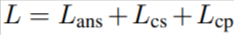 L = L_ans + L_cs + L_cp